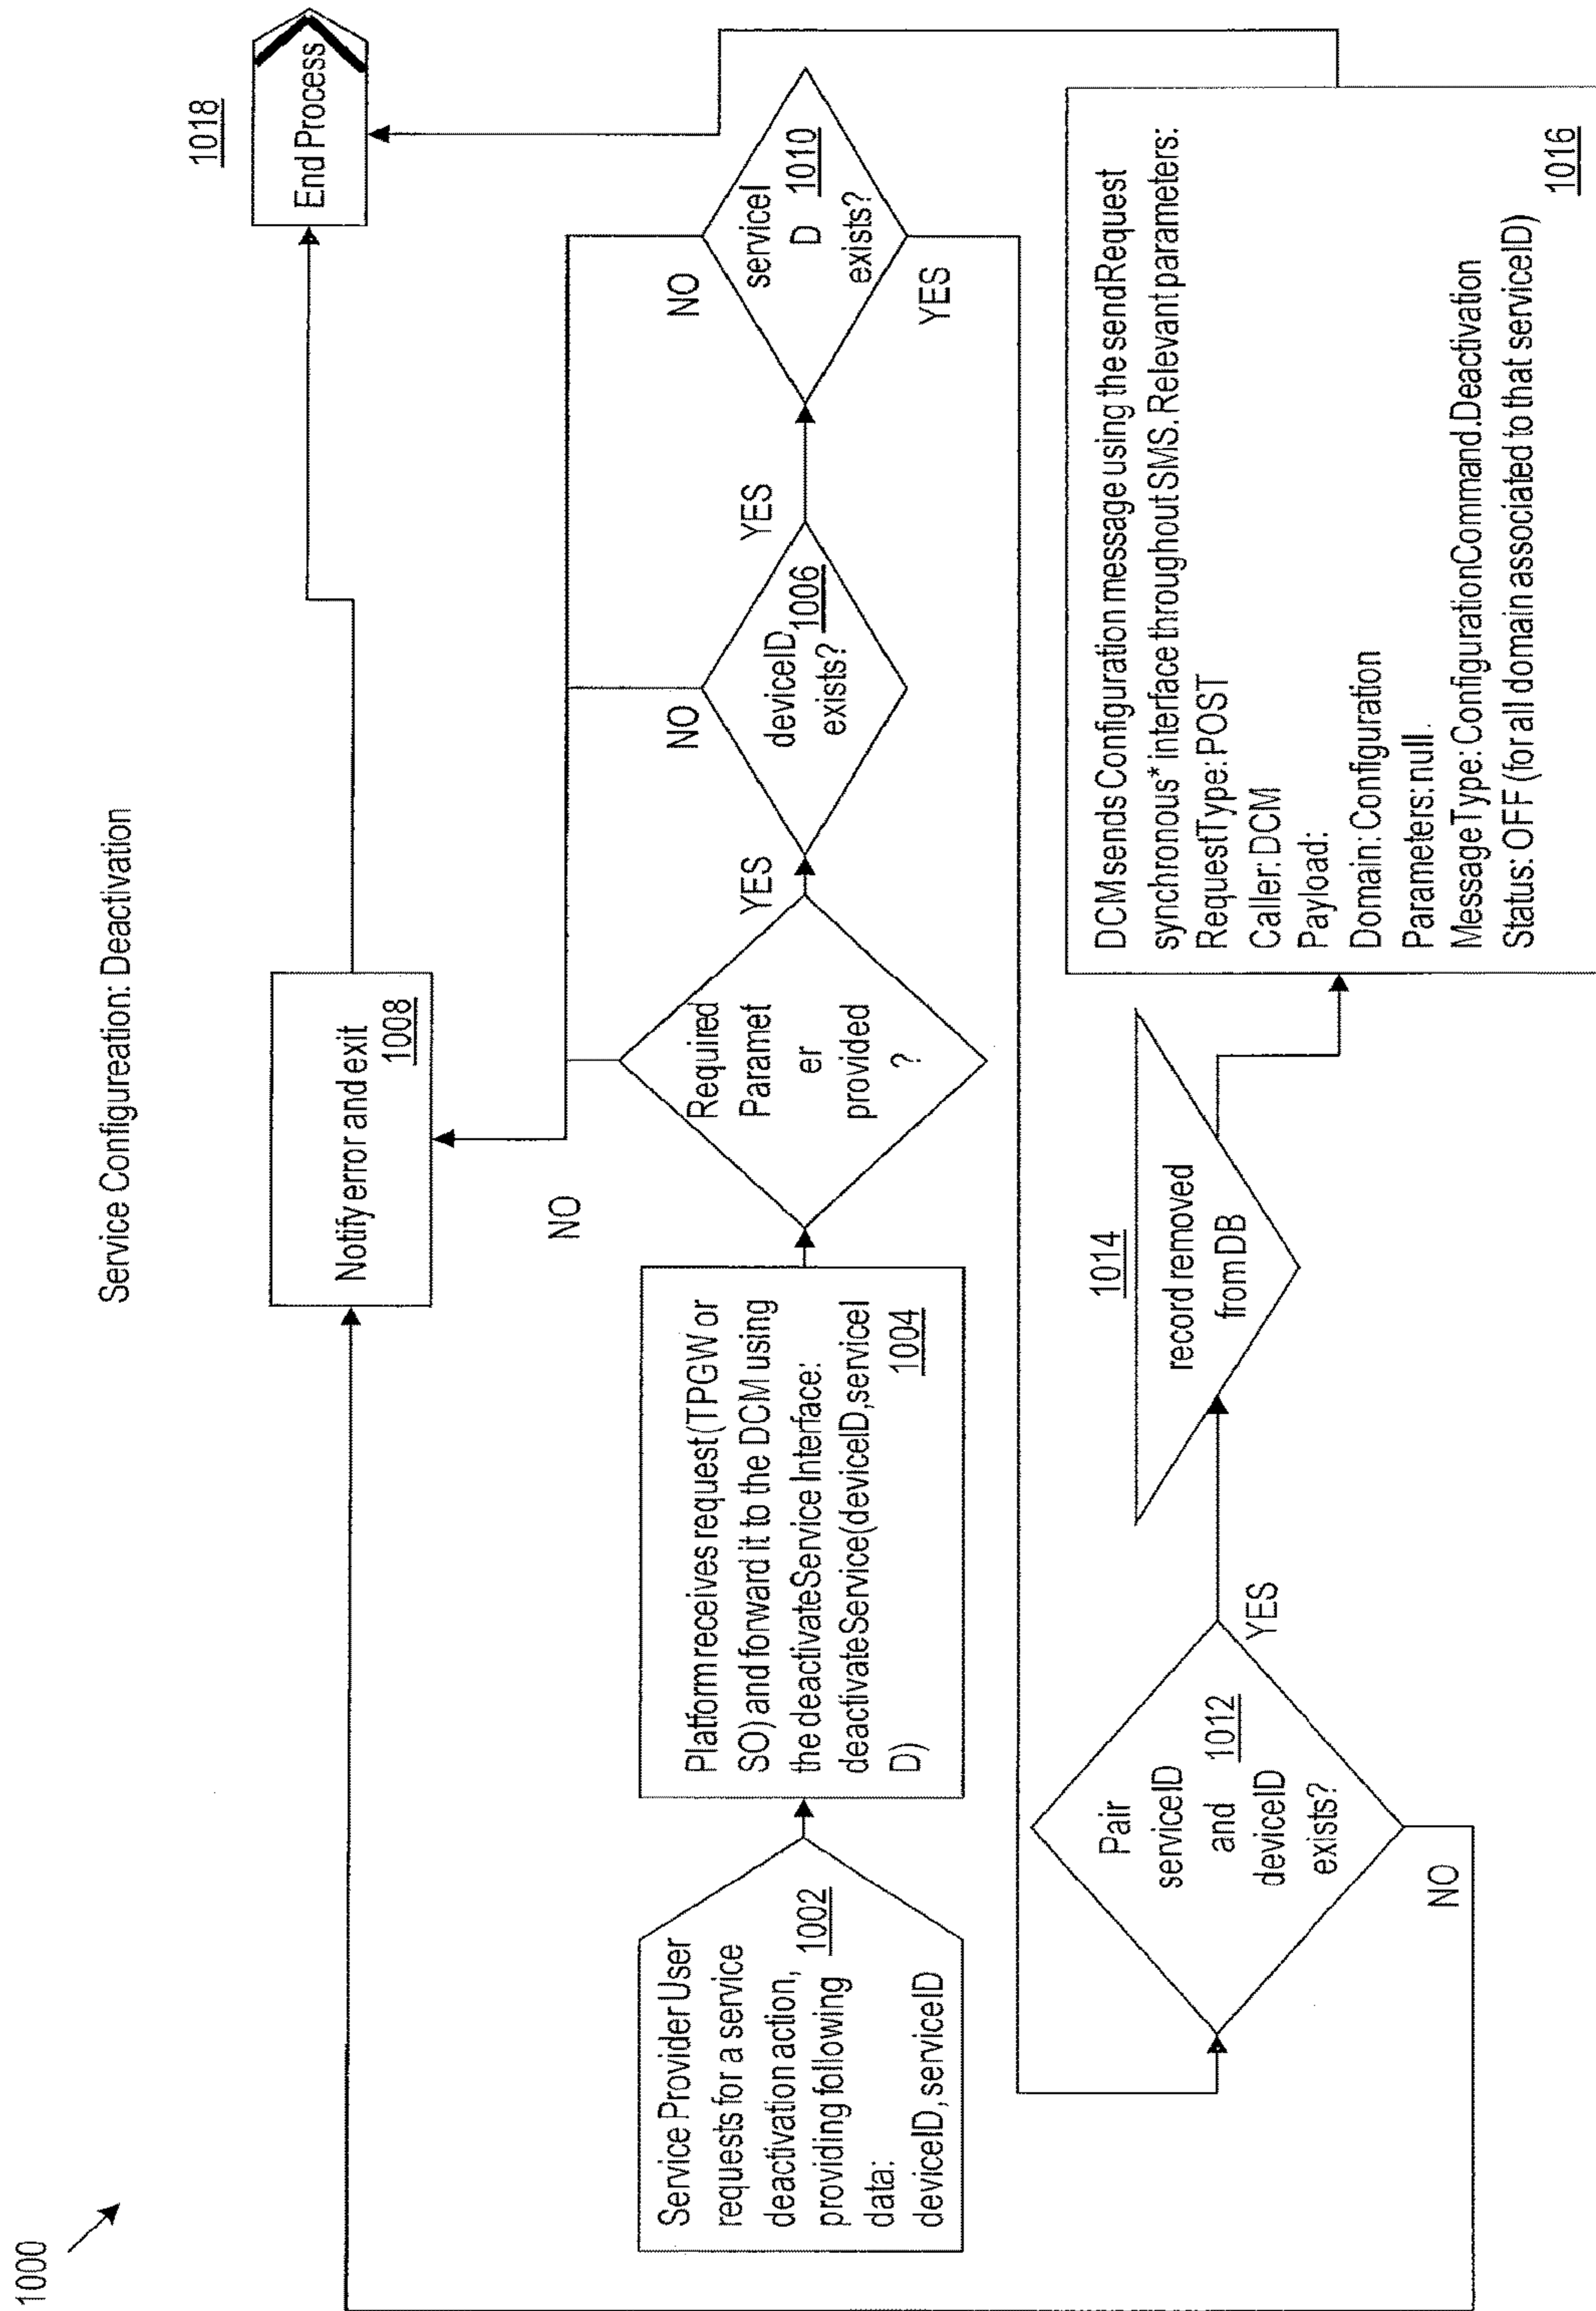 1000
Service Configureation: Deactivation
Service Provider User
requests for a service
deactivation action,
providing following
data:
deviceID, serviceID
1002
Platform receives request (TPGW or
SO) and forward it to the DCM using
the deactivateService Interface:
deactivateService(deviceID, serviceI
D)
1004
Required
Paramet
er
provided
?
NO
YES
Notify error and exit
1008
deviceID
exists?
1006
NO
YES
serviceI
D
exists?
1010
NO
YES
End Process
1018
Pair
serviceID
and
deviceID
exists?
1012
YES
NO
1014
record removed
from DB
DCM sends Configuration message using the sendRequest
synchronous* interface throughout SMS. Relevant parameters:
RequestType: POST
Caller: DCM
Payload:
Domain: Configuration
Parameters: null.
MessageType: ConfigurationCommand.Deactivation
Status: OFF (for all domain associated to that serviceID)
1016